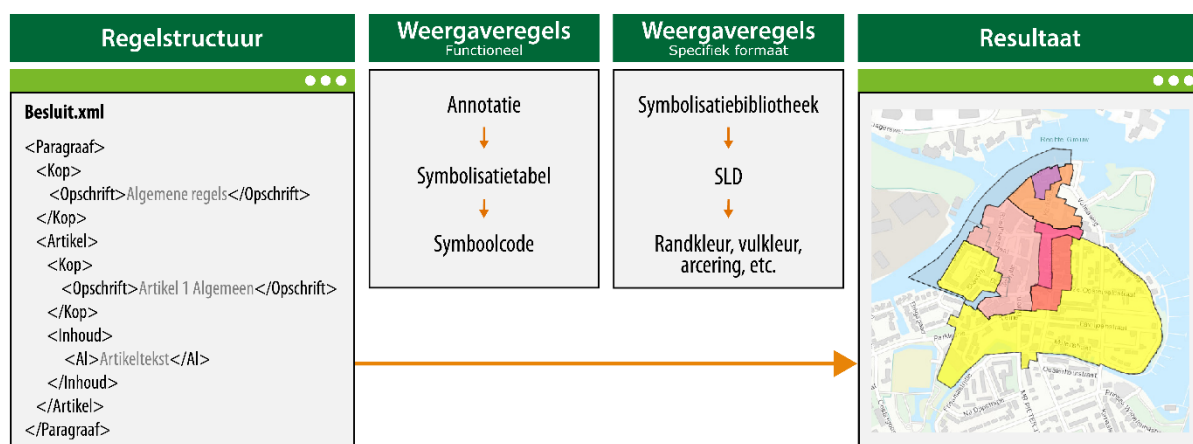 Regelstructuur
Besluit.xml
<Paragraaf>
<Kop>
<Opschrift>Algemene regels</Opschrift>
</Kop>
<Artikel>
<Kop>
<Opschrift>Artikel 1 Algemeen</Opschrift>
</Kop>
<Inhoud>
<Al>Artikeltekst</Al>
</Inhoud>
</Artikel>
</Paragraaf>
Weergaveregels
Functioneel
Annotatie
Symbolisatietabel
Symboolcode
Weergaveregels
Specifiek formaat
Symbolisatiebibliotheek
SLD
Randkleur, vulkleur,
arcering, etc.
Resultaat